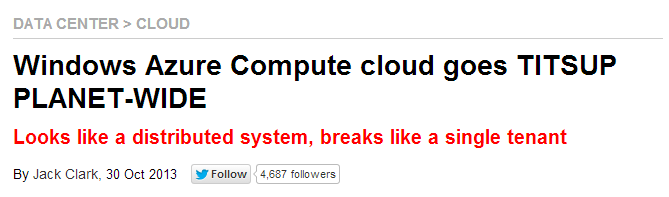 DATA CENTER > CLOUD
Windows Azure Compute cloud goes TITSUP
PLANET-WIDE
Looks like a distributed system, breaks like a single tenant
By Jack Clark, 30 Oct 2013 Follow 4,687 followers